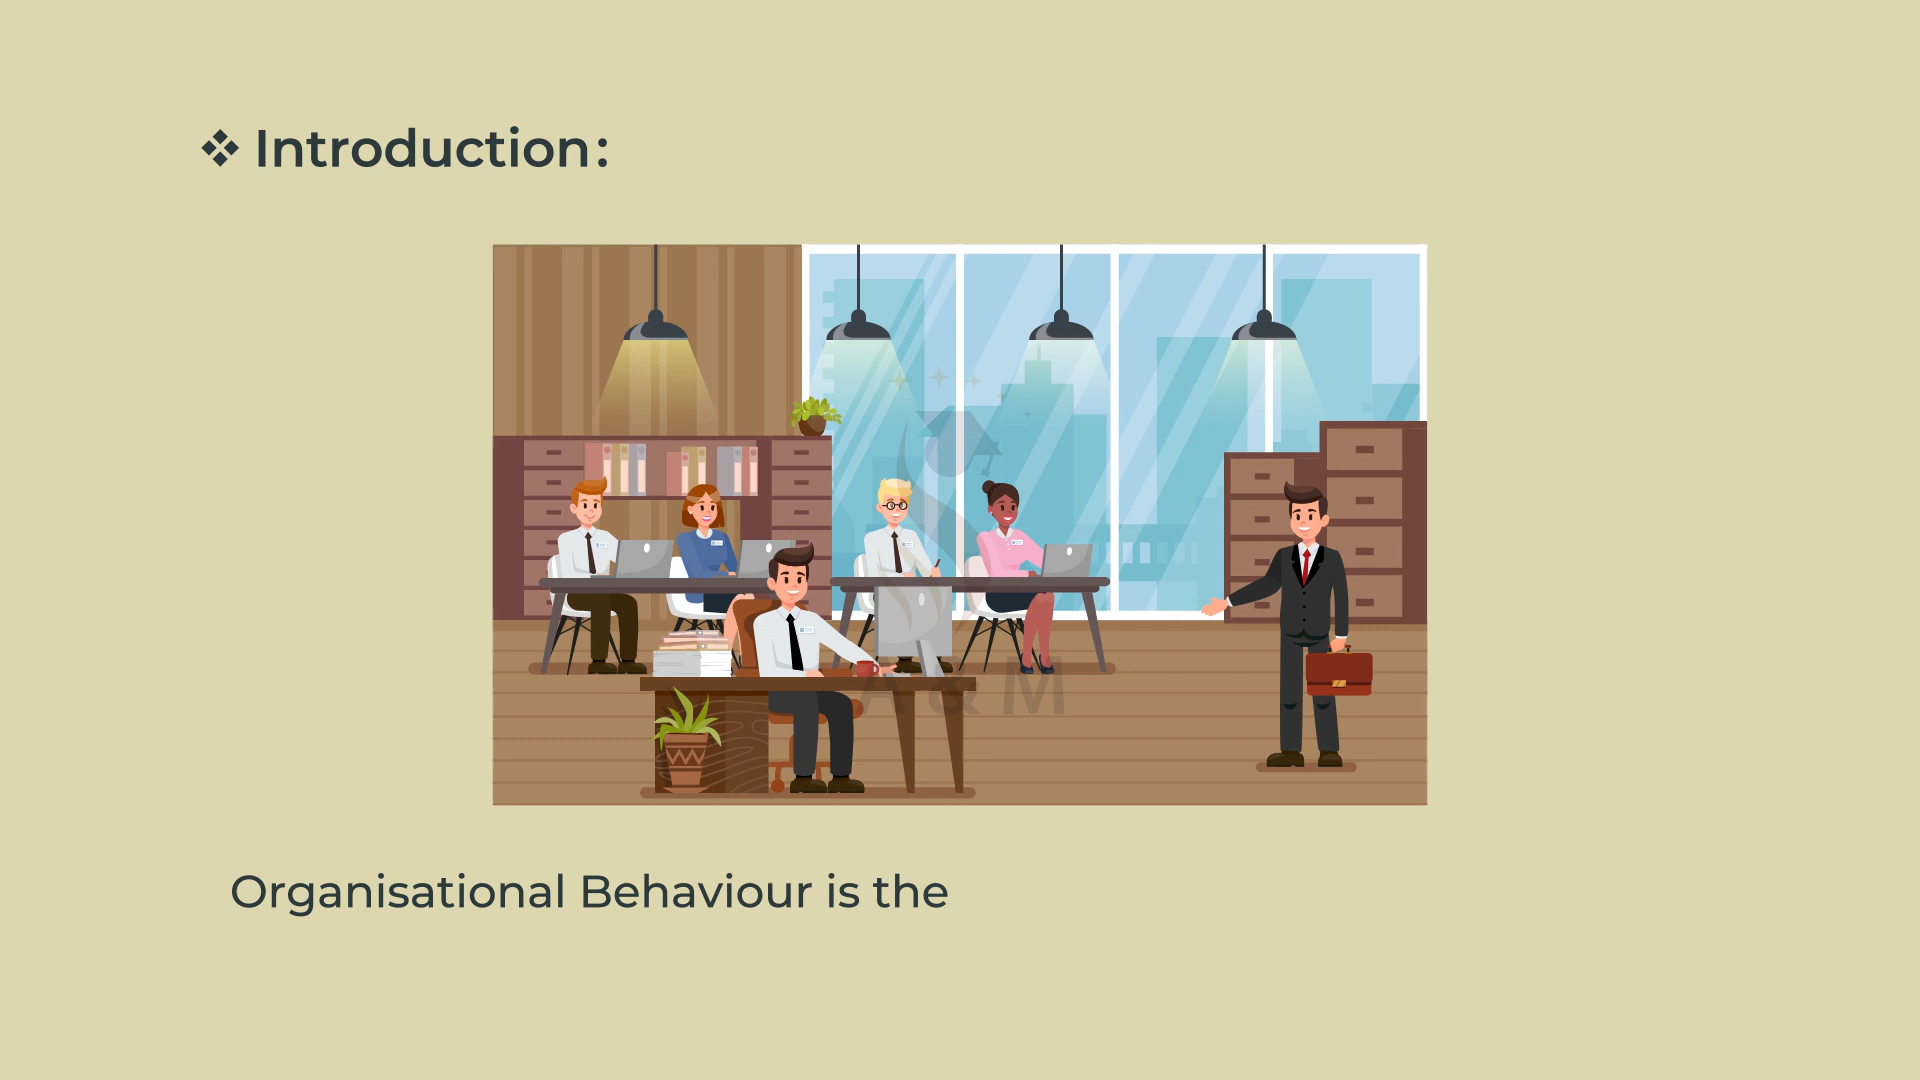 ❖ Introduction:
A & M
Organisational Behaviour is the